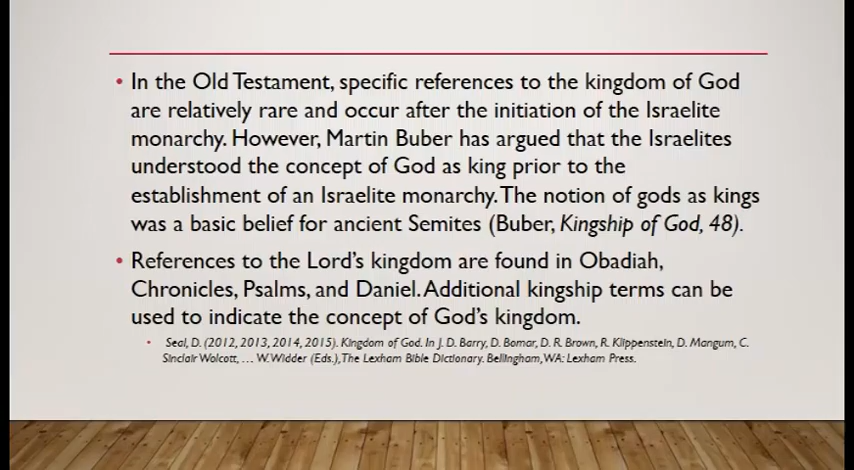 • In the Old Testament, specific references to the kingdom of God
are relatively rare and occur after the initiation of the Israelite
monarchy. However, Martin Buber has argued that the Israelites
understood the concept of God as king prior to the
establishment of an Israelite monarchy. The notion of gods as kings
was a basic belief for ancient Semites (Buber, Kingship of God, 48).
• References to the Lord's kingdom are found in Obadiah,
Chronicles, Psalms, and Daniel. Additional kingship terms can be
used to indicate the concept of God's kingdom.
• Seal, D. (2012, 2013, 2014, 2015). Kingdom of God. In J. D. Barry, D. Bomar, D. R. Brown, R. Klippenstein, D. Mangum, C.
Sinclair Wolcott, … W. Widder (Eds.), The Lexham Bible Dictionary. Bellingham, WA: Lexham Press.